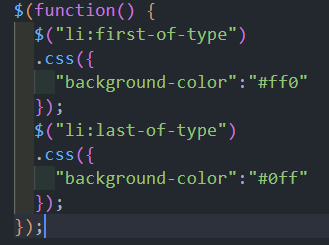 $(function() {
  $("li:first-of-type")
  .css({
    "background-color":"#ff0"
  });
  $("li:last-of-type")
  .css({
    "background-color":"#0ff"
  });
});